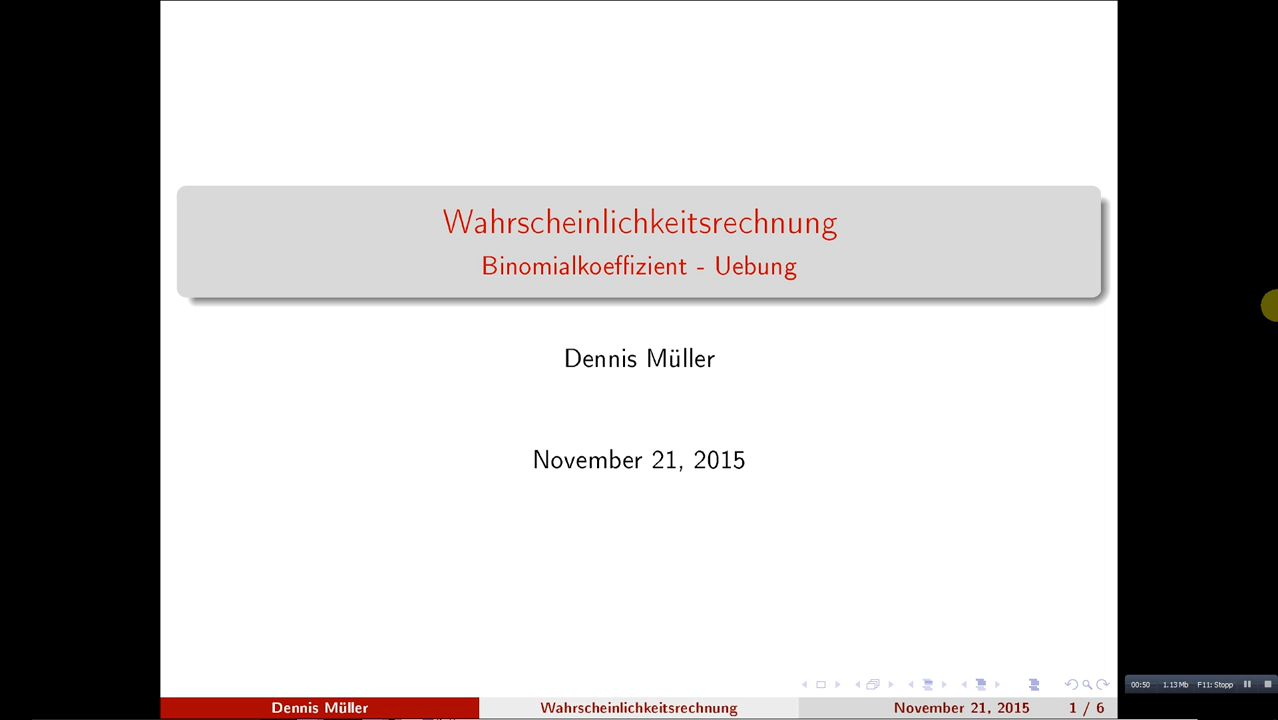 Wahrscheinlichkeitsrechnung
Binomialkoeffizient - Uebung
Dennis Müller
November 21, 2015
00:50 1.13 Mb F11: Stopp
Dennis Müller Wahrscheinlichkeitsrechnung November 21, 2015 1 / 6